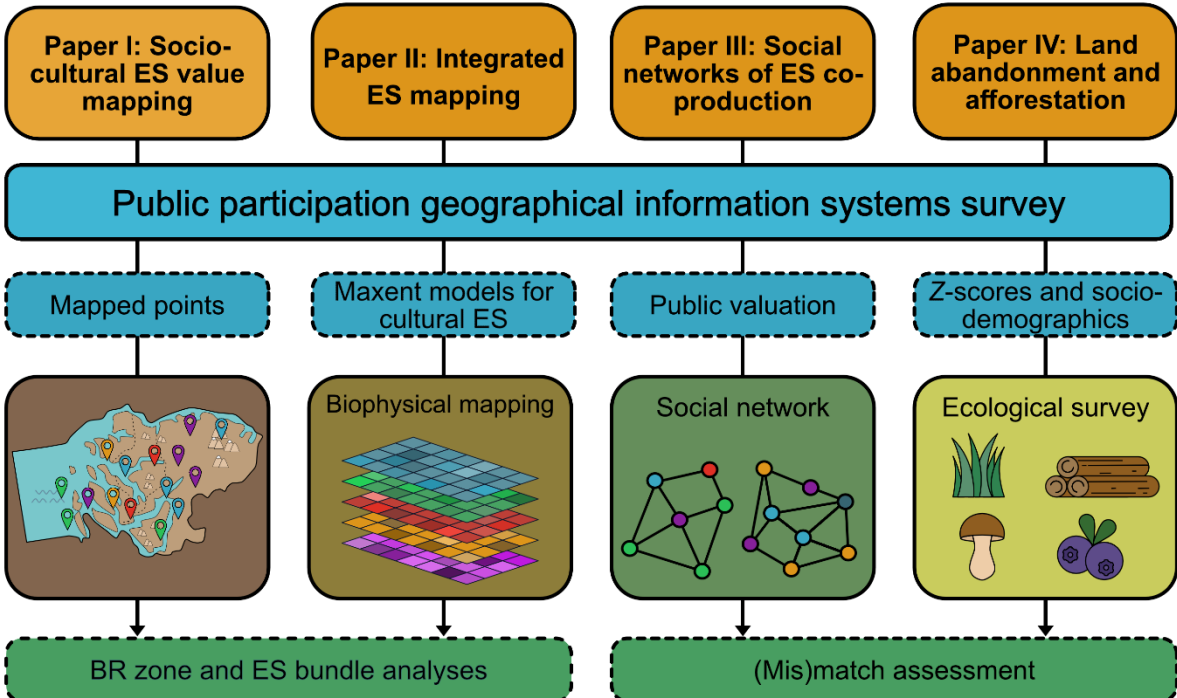 Paper I: Socio-
cultural ES value
mapping
Paper II: Integrated
ES mapping
Paper III: Social
networks of ES co-
production
Paper IV: Land
abandonment and
afforestation
Public participation geographical information systems survey
Mapped points
Maxent models for
cultural ES
Public valuation
Z-scores and socio-
demographics
Biophysical mapping
Social network
Ecological survey
BR zone and ES bundle analyses
(Mis)match assessment